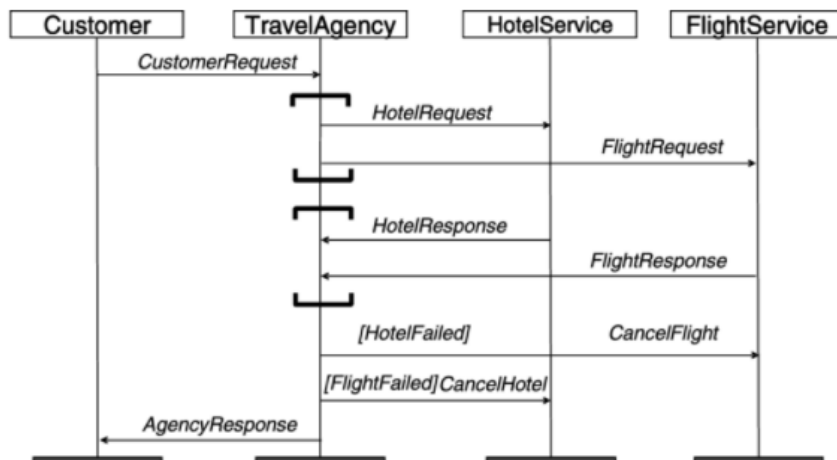 Customer TravelAgency HotelService FlightService
CustomerRequest
HotelRequest
FlightRequest
HotelResponse
FlightResponse
[HotelFailed] CancelFlight
[FlightFailed]CancelHotel
AgencyResponse